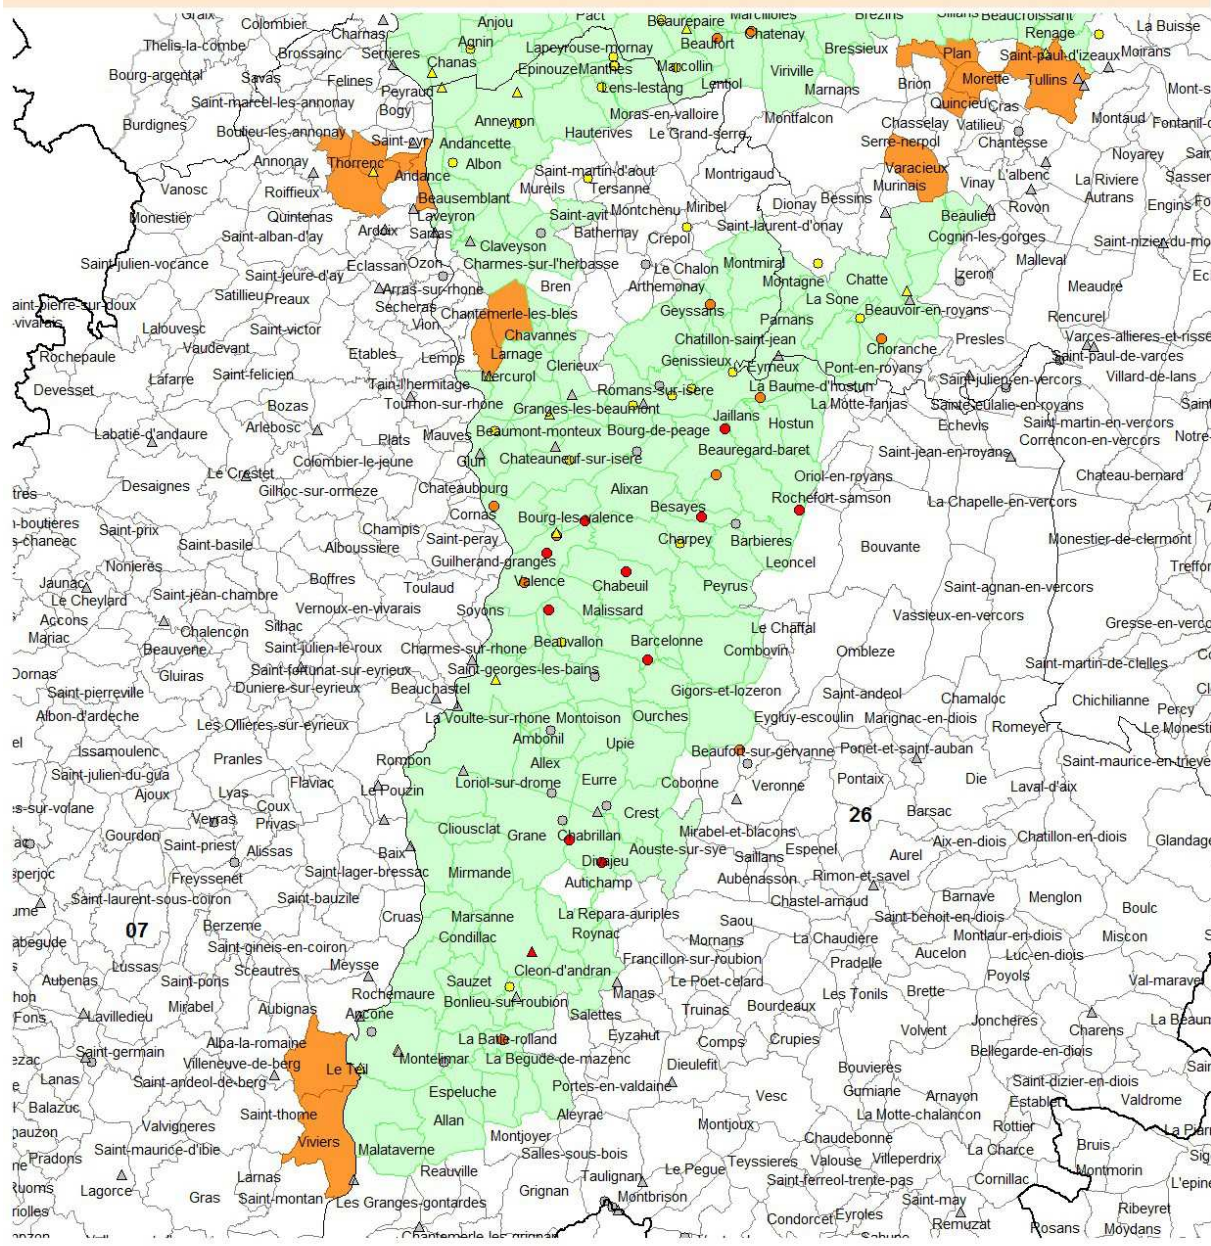 Colombier
Charnas
Anjou
Pact
Beaurepaire
Marcilloles
Brezins
Beaucroissant
La Buisse
Thelis-la-combe
Brossainc
Serrieres
Agnin
Lapeyrouse-mornay
Beaufort
Chatenay
Bressieux
Plan
Renage
Saint-paul-d'izeaux
Moirans
Bourg-argental
Savas
Felines
Chanas
Epinouze
Manthes
Marcollin
Viriville
Brion
Morette
Tullins
Peyraud
Bogy
Lens-lestang
Lentiol
Marnans
Quincieu
Cras
Saint-marcel-les-annonay
Burdignes
Boulieu-les-annonay
Anneyron
Moras-en-valloire
Montfalcon
Chasselay
Vatilieu
Montaud
Hauterives
Le Grand-serre
Serre-nerpol
Chantesse
Annonay
Thorrenc
Andancette
Albon
Saint-martin-d'aout
Montrigaud
Varacieux
L'albenc
Noyarey
Vanosc
Roiffieux
Andance
Mureils
Tersanne
Murinais
Vinay
La Riviere
Beausemblant
Dionay
Bessins
Rovon
Autrans
Monestier
Quintenas
Laveyron
Saint-avit
Montchenu
Miribel
Beaulieu
Engins
Saint-alban-d'ay
Ardoix
Sarras
Bathernay
Crepol
Saint-laurent-d'onay
Cognin-les-gorges
Claveyson
Saint-julien-vocance
Eclassan
Ozon
Charmes-sur-l'herbasse
Le Chalon
Montmiral
Malleval
Saint-jeure-d'ay
Arras-sur-rhone
Bren
Arthemonay
Montagne
Chatte
Izeron
Meaudre
Satillieu
Preaux
Secheras
Chantemerle-les-bles
Geyssans
La Sone
Beauvoir-en-royans
Rencurel
Lalouvesc
Saint-victor
Vion
Chavannes
Parnans
Vaudevant
Etables
Lemps
Larnage
Chatillon-saint-jean
Choranche
Presles
Rochepaule
Clerieux
Genissieux
Eymeux
Pont-en-royans
Saint-paul-de-varces
Saint-felicien
Mercurol
Devesset
Lafarre
Tain-l'hermitage
Romans-sur-isere
La Baume-d'hostun
Saint-julien-en-vercors
Villard-de-lans
Bozas
Tournon-sur-rhone
Granges-les-beaumont
La Motte-fanjas
Sainte-eulalie-en-royans
Arlebosc
Jaillans
Hostun
Echevis
Saint-martin-en-vercors
Labatie-d'andaure
Plats
Mauves
Beaumont-monteux
Bourg-de-peage
Correncon-en-vercors
Colombier-le-jeune
Glun
Chateauneuf-sur-isere
Beauregard-baret
Saint-jean-en-royans
Le Crestet
Desaignes
Gilhoc-sur-ormeze
Chateaubourg
Alixan
Oriol-en-royans
Chateau-bernard
Cornas
Besayes
Rochefort-samson
La Chapelle-en-vercors
Saint-prix
Champis
Bourg-les-valence
Saint-basile
Saint-peray
Charpey
Barbieres
Bouvante
Monestier-de-clermont
Alboussiere
Guilherand-granges
Nonieres
Boffres
Valence
Leoncel
Jaunac
Le Cheylard
Saint-jean-chambre
Toulaud
Chabeuil
Peyrus
Saint-agnan-en-vercors
Accons
Vernoux-en-vivarais
Soyons
Malissard
Vassieux-en-vercors
Mariac
Chalencon
Silhac
Le Chaffal
Beauvene
Saint-julien-le-roux
Charmes-sur-rhone
Beauvallon
Barcelonne
Combovin
Ombleze
Gluiras
Saint-fortunat-sur-eyrieux
Saint-georges-les-bains
Saint-martin-de-clelles
Saint-pierreville
Duniere-sur-eyrieux
Beauchastel
Gigors-et-lozeron
Saint-andeol
Chamaloc
Chichilianne
Albon-d'ardeche
Les Ollieres-sur-eyrieux
La Voulte-sur-rhone
Montoison
Ourches
Eygluy-escoulin
Marignac-en-diois
Percy
Romeyer
Ambonil
Upie
Issamoulenc
Pranles
Rompon
Allex
Beaufort-sur-gervanne
Ponet-et-saint-auban
Saint-julien-du-gua
Flaviac
Loriol-sur-drome
Eurre
Cobonne
Veronne
Pontaix
Die
Laval-d'aix
Ajoux
Lyas
Le Pouzin
Coux
Crest
26
Barsac
Veyras
Privas
Gourdon
Cliousclat
Grane
Chabrillan
Mirabel-et-blacons
Aix-en-diois
Chatillon-en-diois
Saint-priest
Alissas
Baix
Aouste-sur-sye
Espenel
Saillans
Aurel
Divajeu
Freyssenet
Saint-lager-bressac
Mirmande
Autichamp
Aubenasson
Rimon-et-savel
Saint-laurent-sous-coiron
Saint-bauzile
Chastel-arnaud
Barnave
Menglon
Boulc
Cruas
Marsanne
La Repara-auriples
Saou
Saint-benoit-en-diois
07
Berzeme
Condillac
Roynac
Mornans
La Chaudiere
Montlaur-en-diois
Miscon
Saint-gineis-en-coiron
Francillon-sur-roubion
Aucelon
Luc-en-diois
Lussas
Sceautres
Meysse
Cleon-d'andran
Pradelle
Aubenas
Saint-pons
Sauzet
Le Poet-celard
Poyols
Rochemaure
Bonlieu-sur-roubion
Manas
Les Tonils
Brette
Mirabel
Aubignas
Ancone
Salettes
Truinas
Bourdeaux
Joncheres
Lavilledieu
Charens
Volvent
Alba-la-romaine
La Batie-rolland
Eyzahut
Comps
Crupies
Saint-germain
Villeneuve-de-berg
Le Teil
Montelimar
La Begude-de-mazenc
Dieulefit
Bellegarde-en-diois
Lanas
Saint-andeol-de-berg
Bouvieres
Espeluche
Portes-en-valdaine
Vesc
Gumiane
Arnayon
Saint-dizier-en-diois
Establet
Valdrome
Balazuc
Saint-thome
Allan
Aleyrac
La Motte-chalancon
Valvigneres
Montjoux
Rottier
Viviers
Montjoyer
Chaudebonne
Bruis
Pradons
Saint-maurice-d'ibie
Malataverne
Salles-sous-bois
Teyssieres
Valouse
Villeperdrix
La Charce
Reauville
Le Pegue
Montmorin
Larnas
Taulignan
Saint-ferreol-trente-pas
Cornillac
Lagorce
Gras
Saint-montan
Les Granges-gontardes
Grignan
Montbrison
Saint-may
Ribeyret
Condorcet
Eyroles
Remuzat
Rosans
Moydans